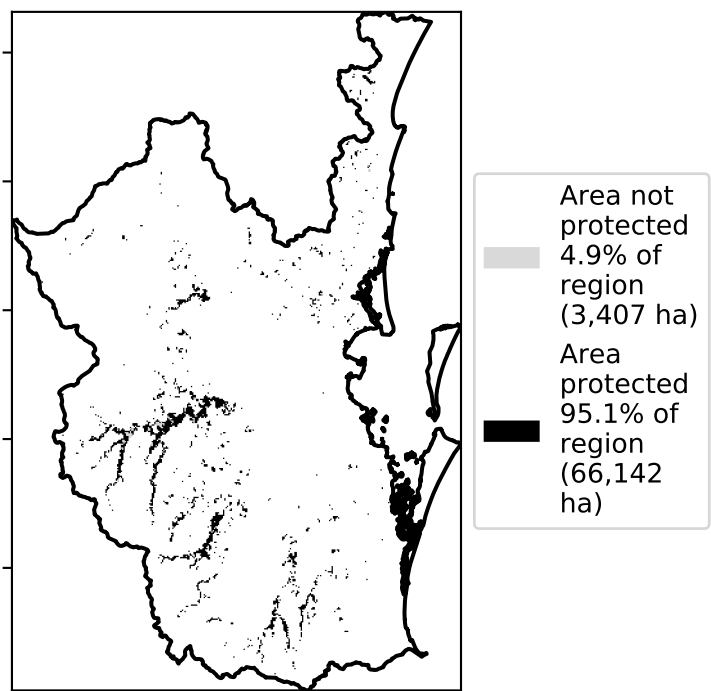 Area not
protected
4.9% of
region
(3,407 ha)
Area
protected
95.1% of
region
(66,142
ha)